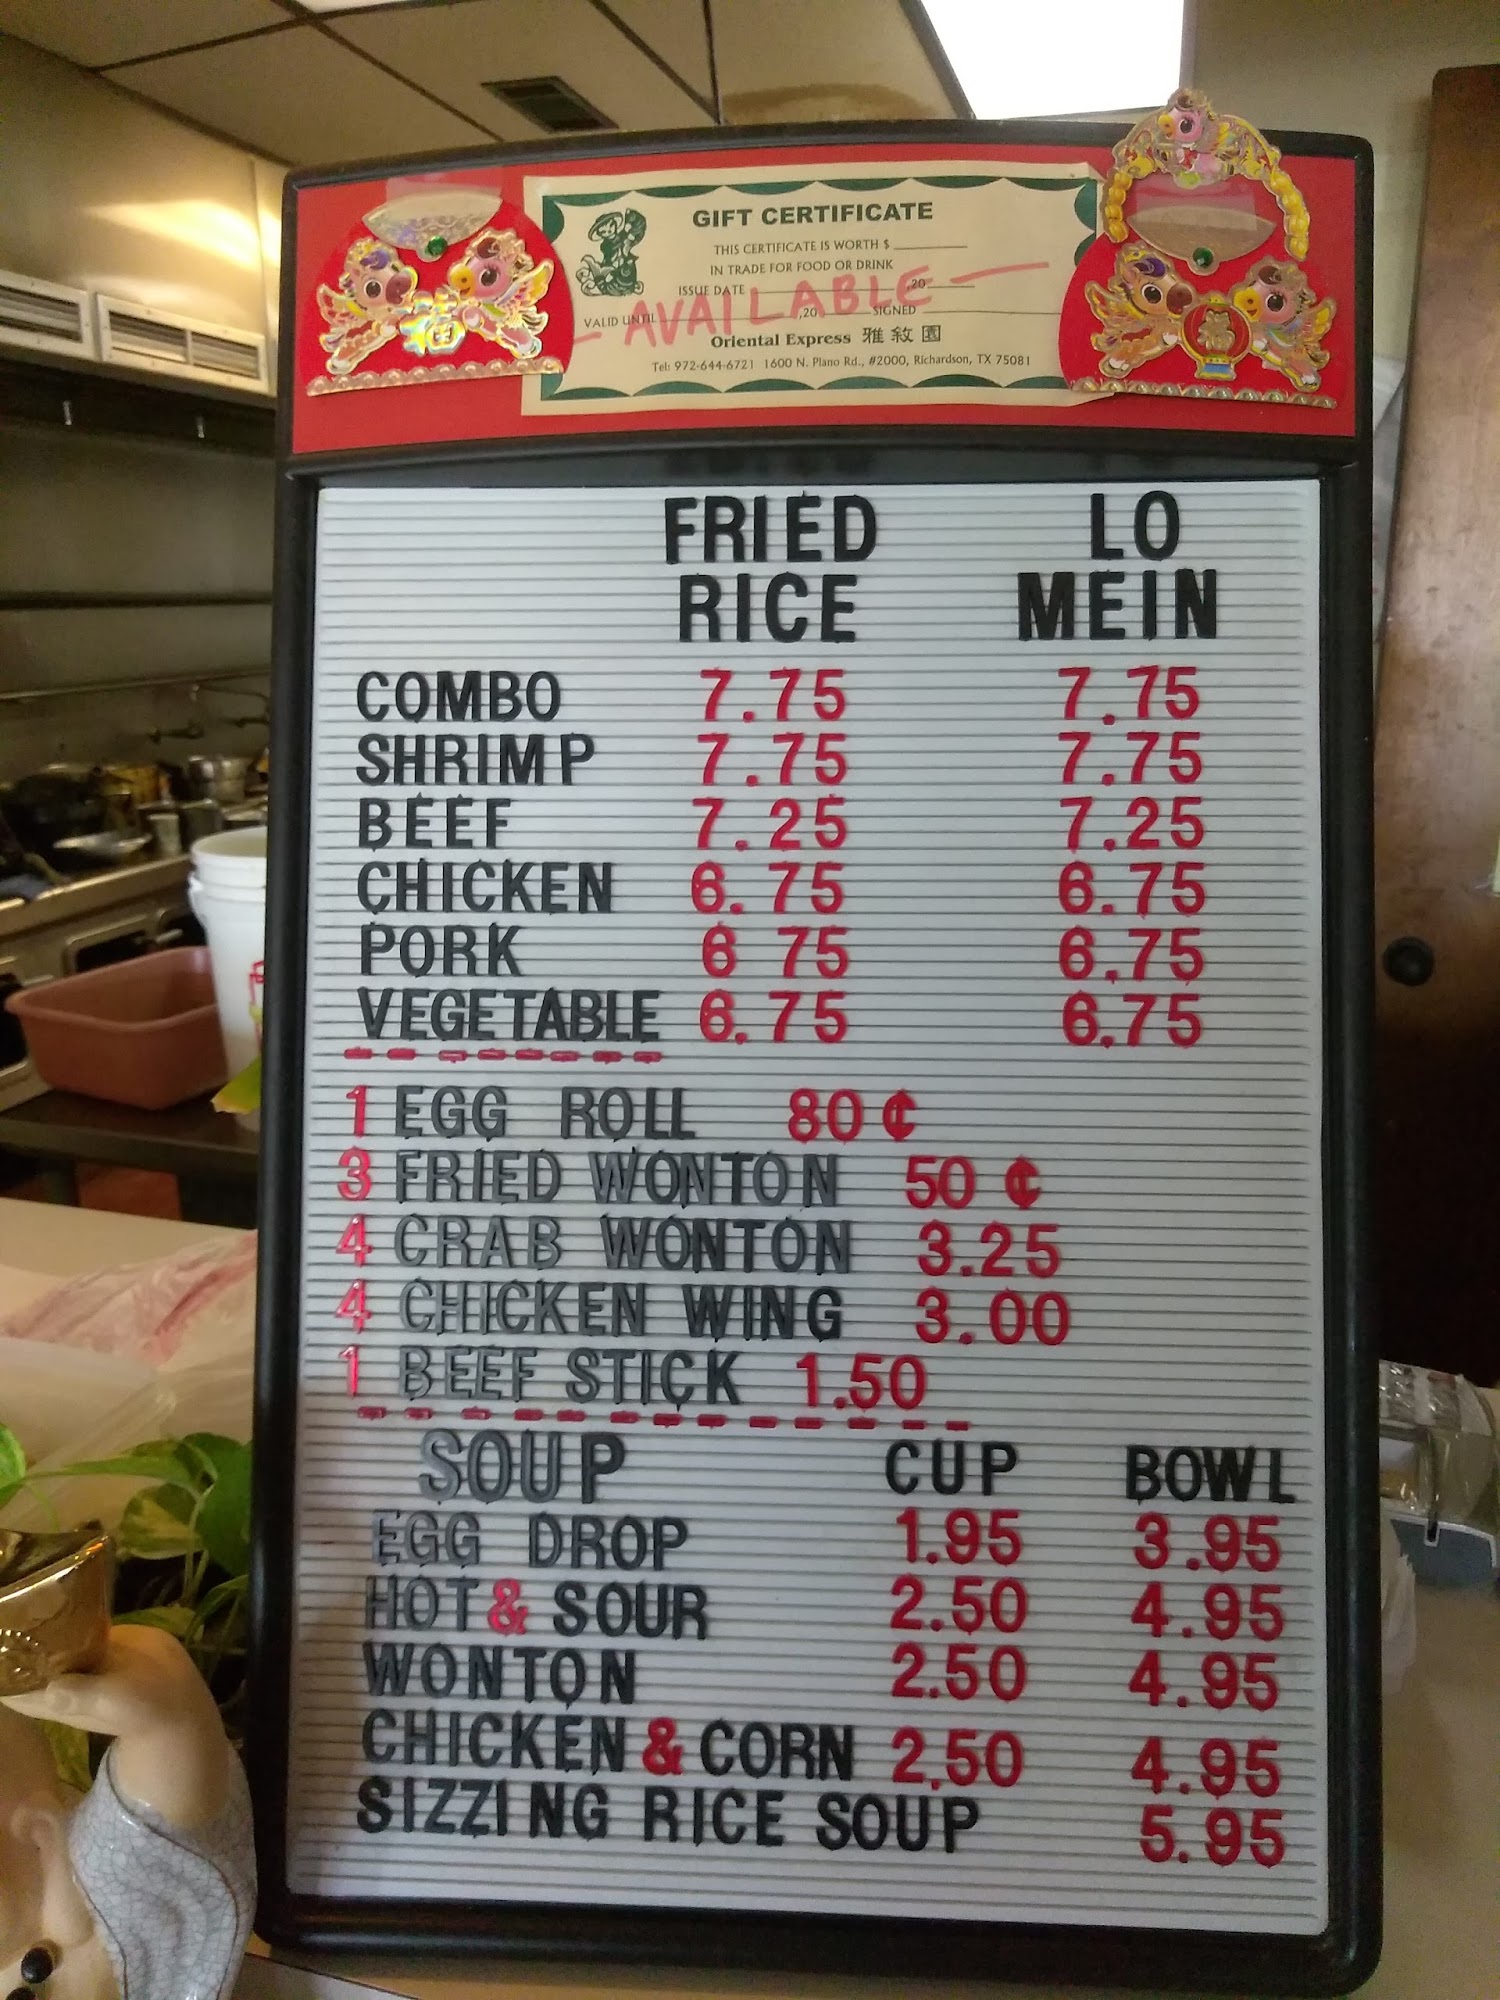 GIFT CERTIFICATE
THIS CERTIFICATE IS WORTH $
IN TRADE FOR FOOD OR DRINK
ISSUE DATE ,20
-AVAILABLE-
VALID UNTIL ,20 SIGNED
Oriental Express 雅敘園
Tel: 972-644-6721 1600 N. Plano Rd., #2000, Richardson, TX 75081
FRIED LO
RICE MEIN
COMBO 7.75 7.75
SHRIMP 7.75 7.75
BEEF 7.25 7.25
CHICKEN 6.75 6.75
PORK 6 75 6.75
VEGETABLE 6.75 6.75
1 EGG ROLL 80¢
3 FRIED WONTON 50¢
4 CRAB WONTON 3.25
4 CHICKEN WING 3.00
1 BEEF STICK 1.50
SOUP CUP BOWL
EGG DROP 1.95 3.95
HOT & SOUR 2.50 4.95
WONTON 2.50 4.95
CHICKEN & CORN 2.50 4.95
SIZZING RICE SOUP 5.95